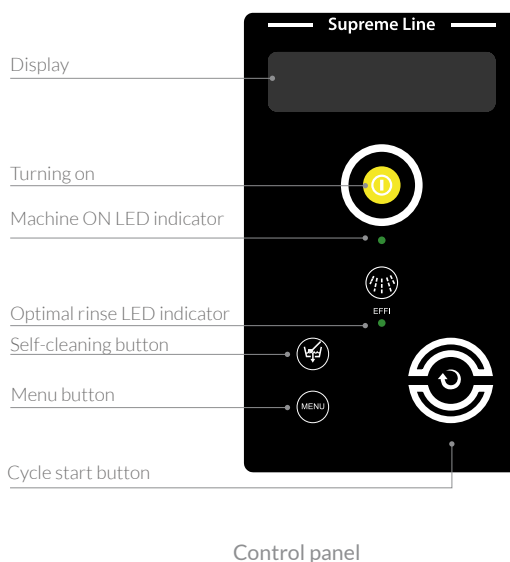 Supreme Line
Display
Turning on
Machine ON LED indicator
EFFI
Optimal rinse LED indicator
Self-cleaning button
Menu button
MENU
Cycle start button
Control panel